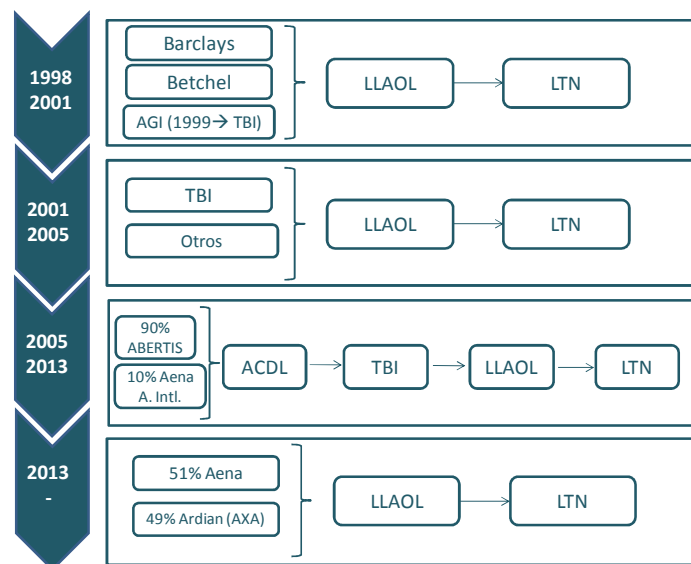 1998
2001
Barclays
Betchel
AGI (1999→ TBI)
LLAOL
LTN
2001
2005
TBI
Otros
LLAOL
LTN
2005
2013
90%
ABERTIS
10% Aena
A. Intl.
ACDL
TBI
LLAOL
LTN
2013
-
51% Aena
49% Ardian (AXA)
LLAOL
LTN